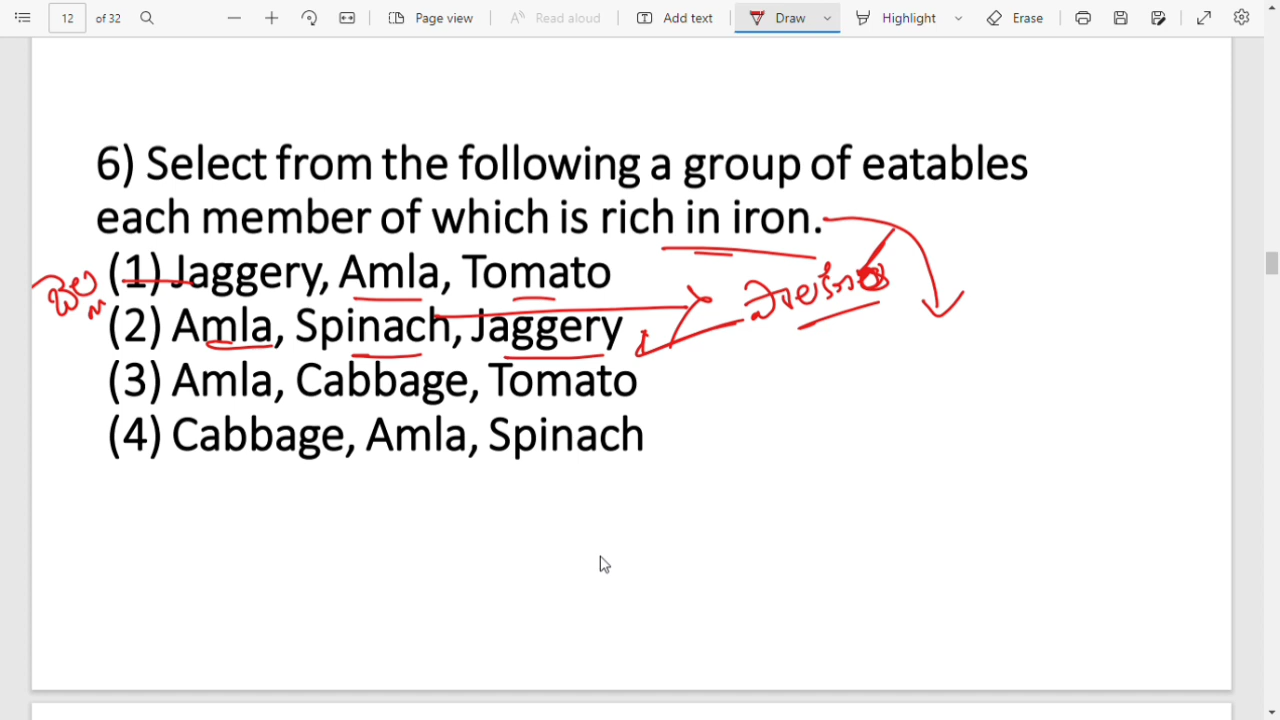 12 of 32 Page view Read aloud Add text Draw Highlight Erase
6) Select from the following a group of eatables
each member of which is rich in iron.
(1) Jaggery, Amla, Tomato
(2) Amla, Spinach, Jaggery
(3) Amla, Cabbage, Tomato
(4) Cabbage, Amla, Spinach